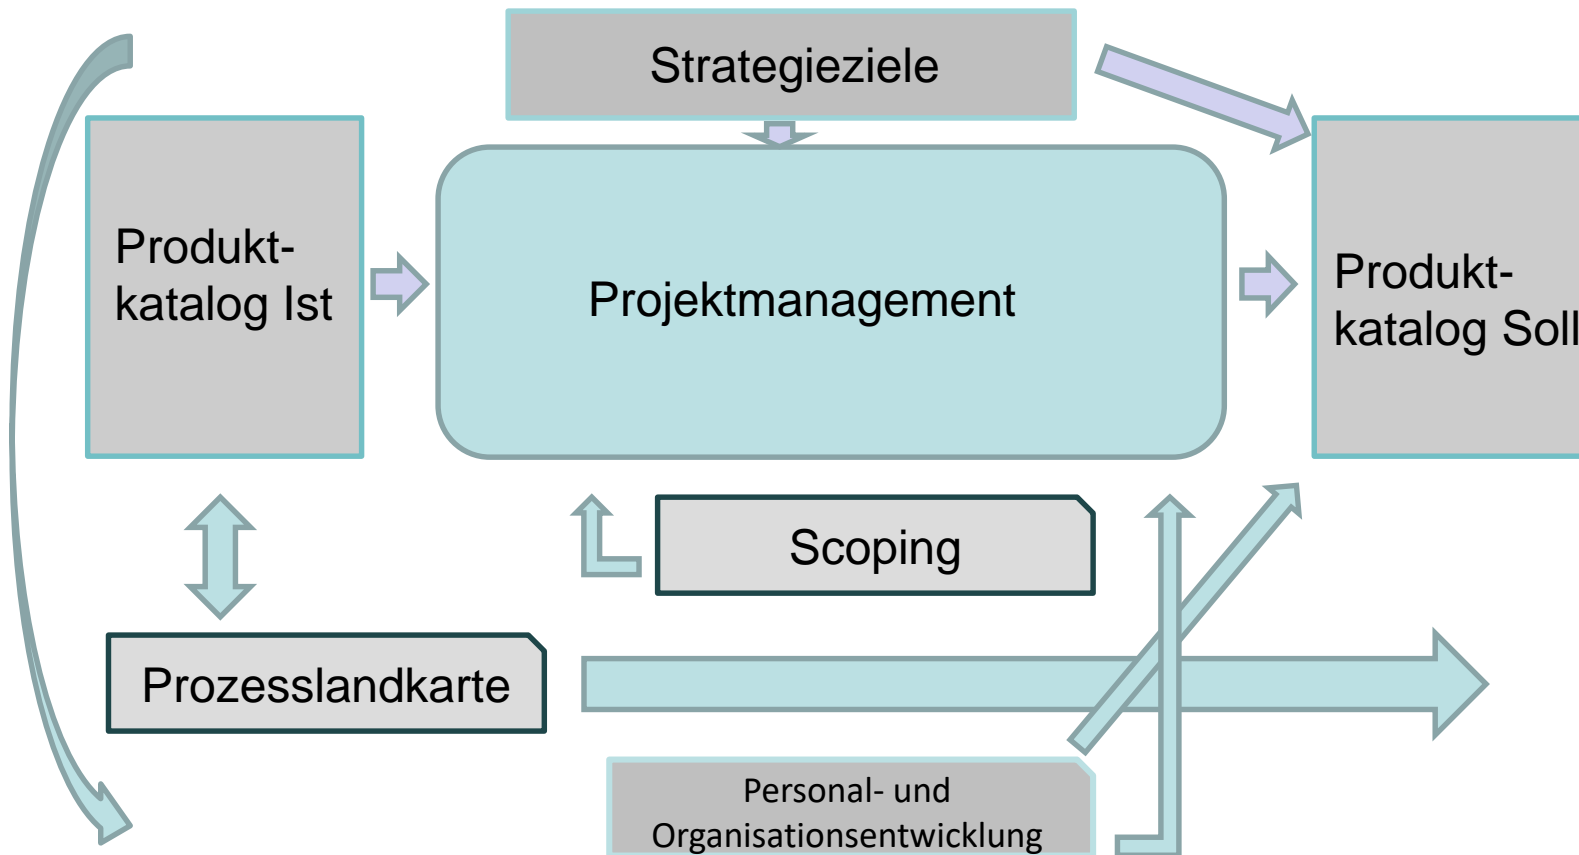 Strategieziele
Produkt-
katalog Ist
Projektmanagement
Produkt-
katalog Soll
Scoping
Prozesslandkarte
Personal- und
Organisationsentwicklung